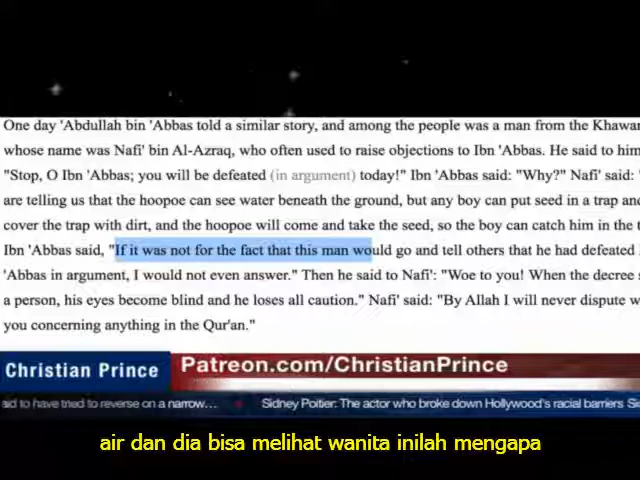 One day 'Abdullah bin 'Abbas told a similar story, and among the people was a man from the Khawar
whose name was Nafi' bin Al-Azraq, who often used to raise objections to Ibn 'Abbas. He said to him
"Stop, O Ibn 'Abbas; you will be defeated (in argument) today!" Ibn 'Abbas said: "Why?" Nafi' said: "
are telling us that the hoopoe can see water beneath the ground, but any boy can put seed in a trap and
cover the trap with dirt, and the hoopoe will come and take the seed, so the boy can catch him in the t
Ibn 'Abbas said, "If it was not for the fact that this man would go and tell others that he had defeated
'Abbas in argument, I would not even answer." Then he said to Nafi': "Woe to you! When the decree s
a person, his eyes become blind and he loses all caution." Nafi' said: "By Allah I will never dispute w
you concerning anything in the Qur'an."
Christian Prince
Patreon.com/ChristianPrince
aid to have tried to reverse on a narrow... Sidney Poitier: The actor who broke down Hollywood's racial barriers
air dan dia bisa melihat wanita inilah mengapa